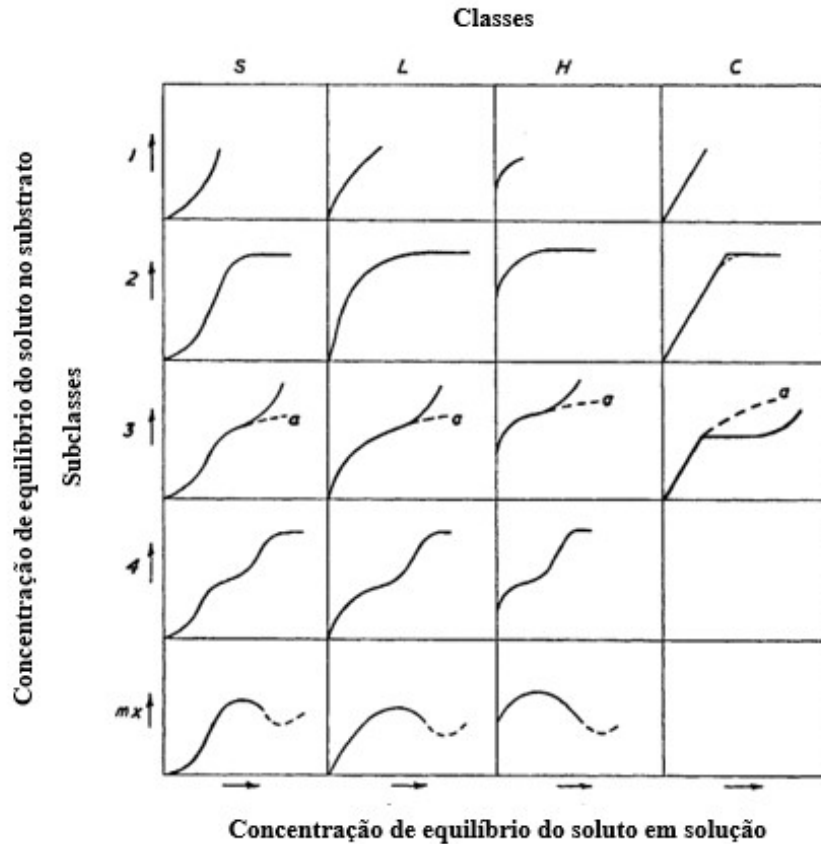 Classes
S L H C
Concentração de equilíbrio do soluto no substrato
Subclasses
1
2
3
a a a a
4
mx
Concentração de equilíbrio do soluto em solução